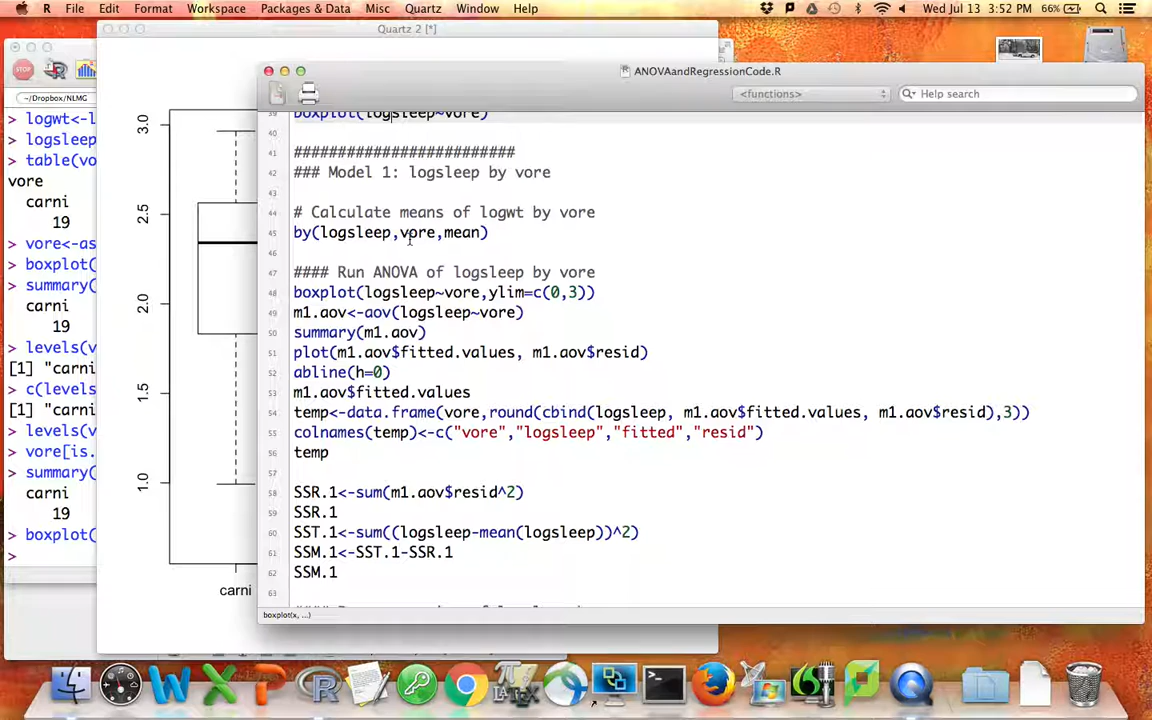 R File Edit Format Workspace Packages & Data Misc Quartz Window Help Wed Jul 13 3:52 PM 66%
Quartz 2 [*]
STOP
~/Dropbox/NLMG
> logwt<-l
> logsleep
> table(vo
vore
carni
19
> vore<-as
> boxplot(
> summary(
carni
19
> levels(v
[1] "carni
> c(levels
[1] "carni
> levels(v
> vore[is.
> summary(
carni
19
> boxplot(
>
3.0
2.5
2.0
1.5
1.0
carni
ANOVAandRegressionCode.R
<functions>
Help search
39 boxplot(logsleep~vore)
40
41 #########################
42 ### Model 1: logsleep by vore
43
44 # Calculate means of logwt by vore
45 by(logsleep,vore,mean)
46
47 #### Run ANOVA of logsleep by vore
48 boxplot(logsleep~vore,ylim=c(0,3))
49 m1.aov<-aov(logsleep~vore)
50 summary(m1.aov)
51 plot(m1.aov$fitted.values, m1.aov$resid)
52 abline(h=0)
53 m1.aov$fitted.values
54 temp<-data.frame(vore,round(cbind(logsleep, m1.aov$fitted.values, m1.aov$resid),3))
55 colnames(temp)<-c("vore","logsleep","fitted","resid")
56 temp
57
58 SSR.1<-sum(m1.aov$resid^2)
59 SSR.1
60 SST.1<-sum((logsleep-mean(logsleep))^2)
61 SSM.1<-SST.1-SSR.1
62 SSM.1
63
boxplot(x, ...)